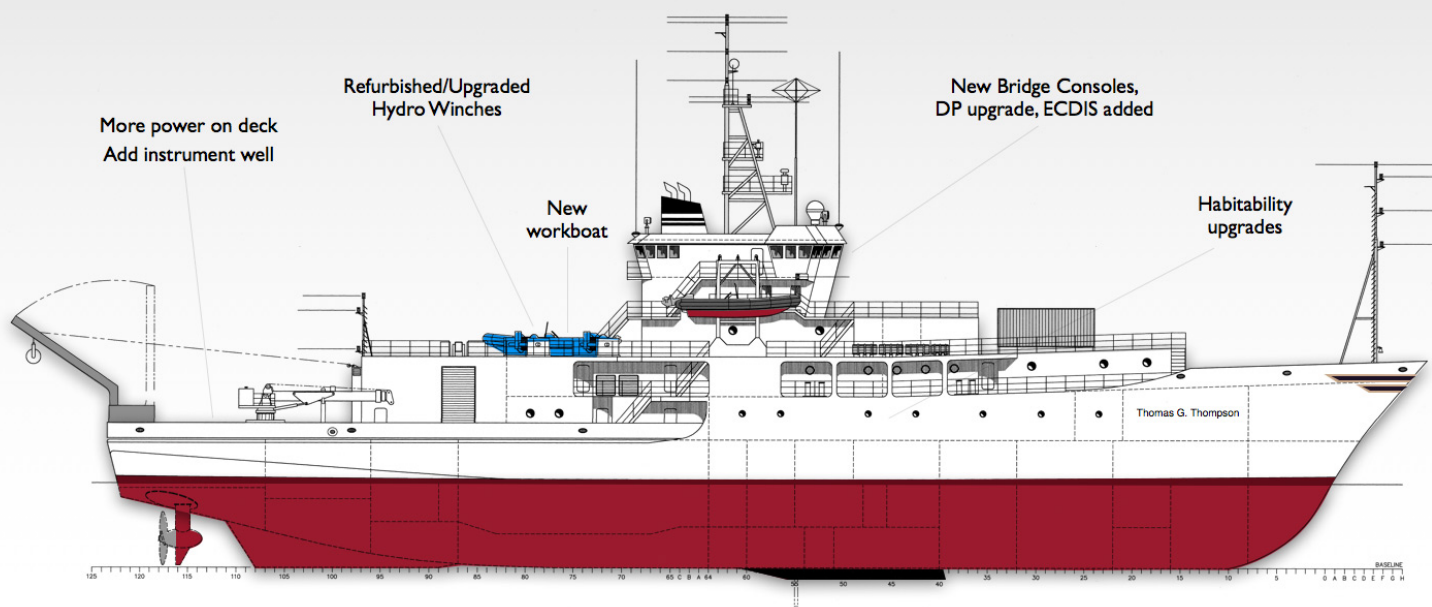 Refurbished/Upgraded
Hydro Winches
New Bridge Consoles,
DP upgrade, ECDIS added
More power on deck
Add instrument well
New
workboat
Habitability
upgrades
Thomas G. Thompson
BASELINE
125 120 115 110 105 100 95 90 85 80 75 70 65 C B A 64 60 55 50 45 40 35 30 25 20 15 10 5 0 A B C D E F G H